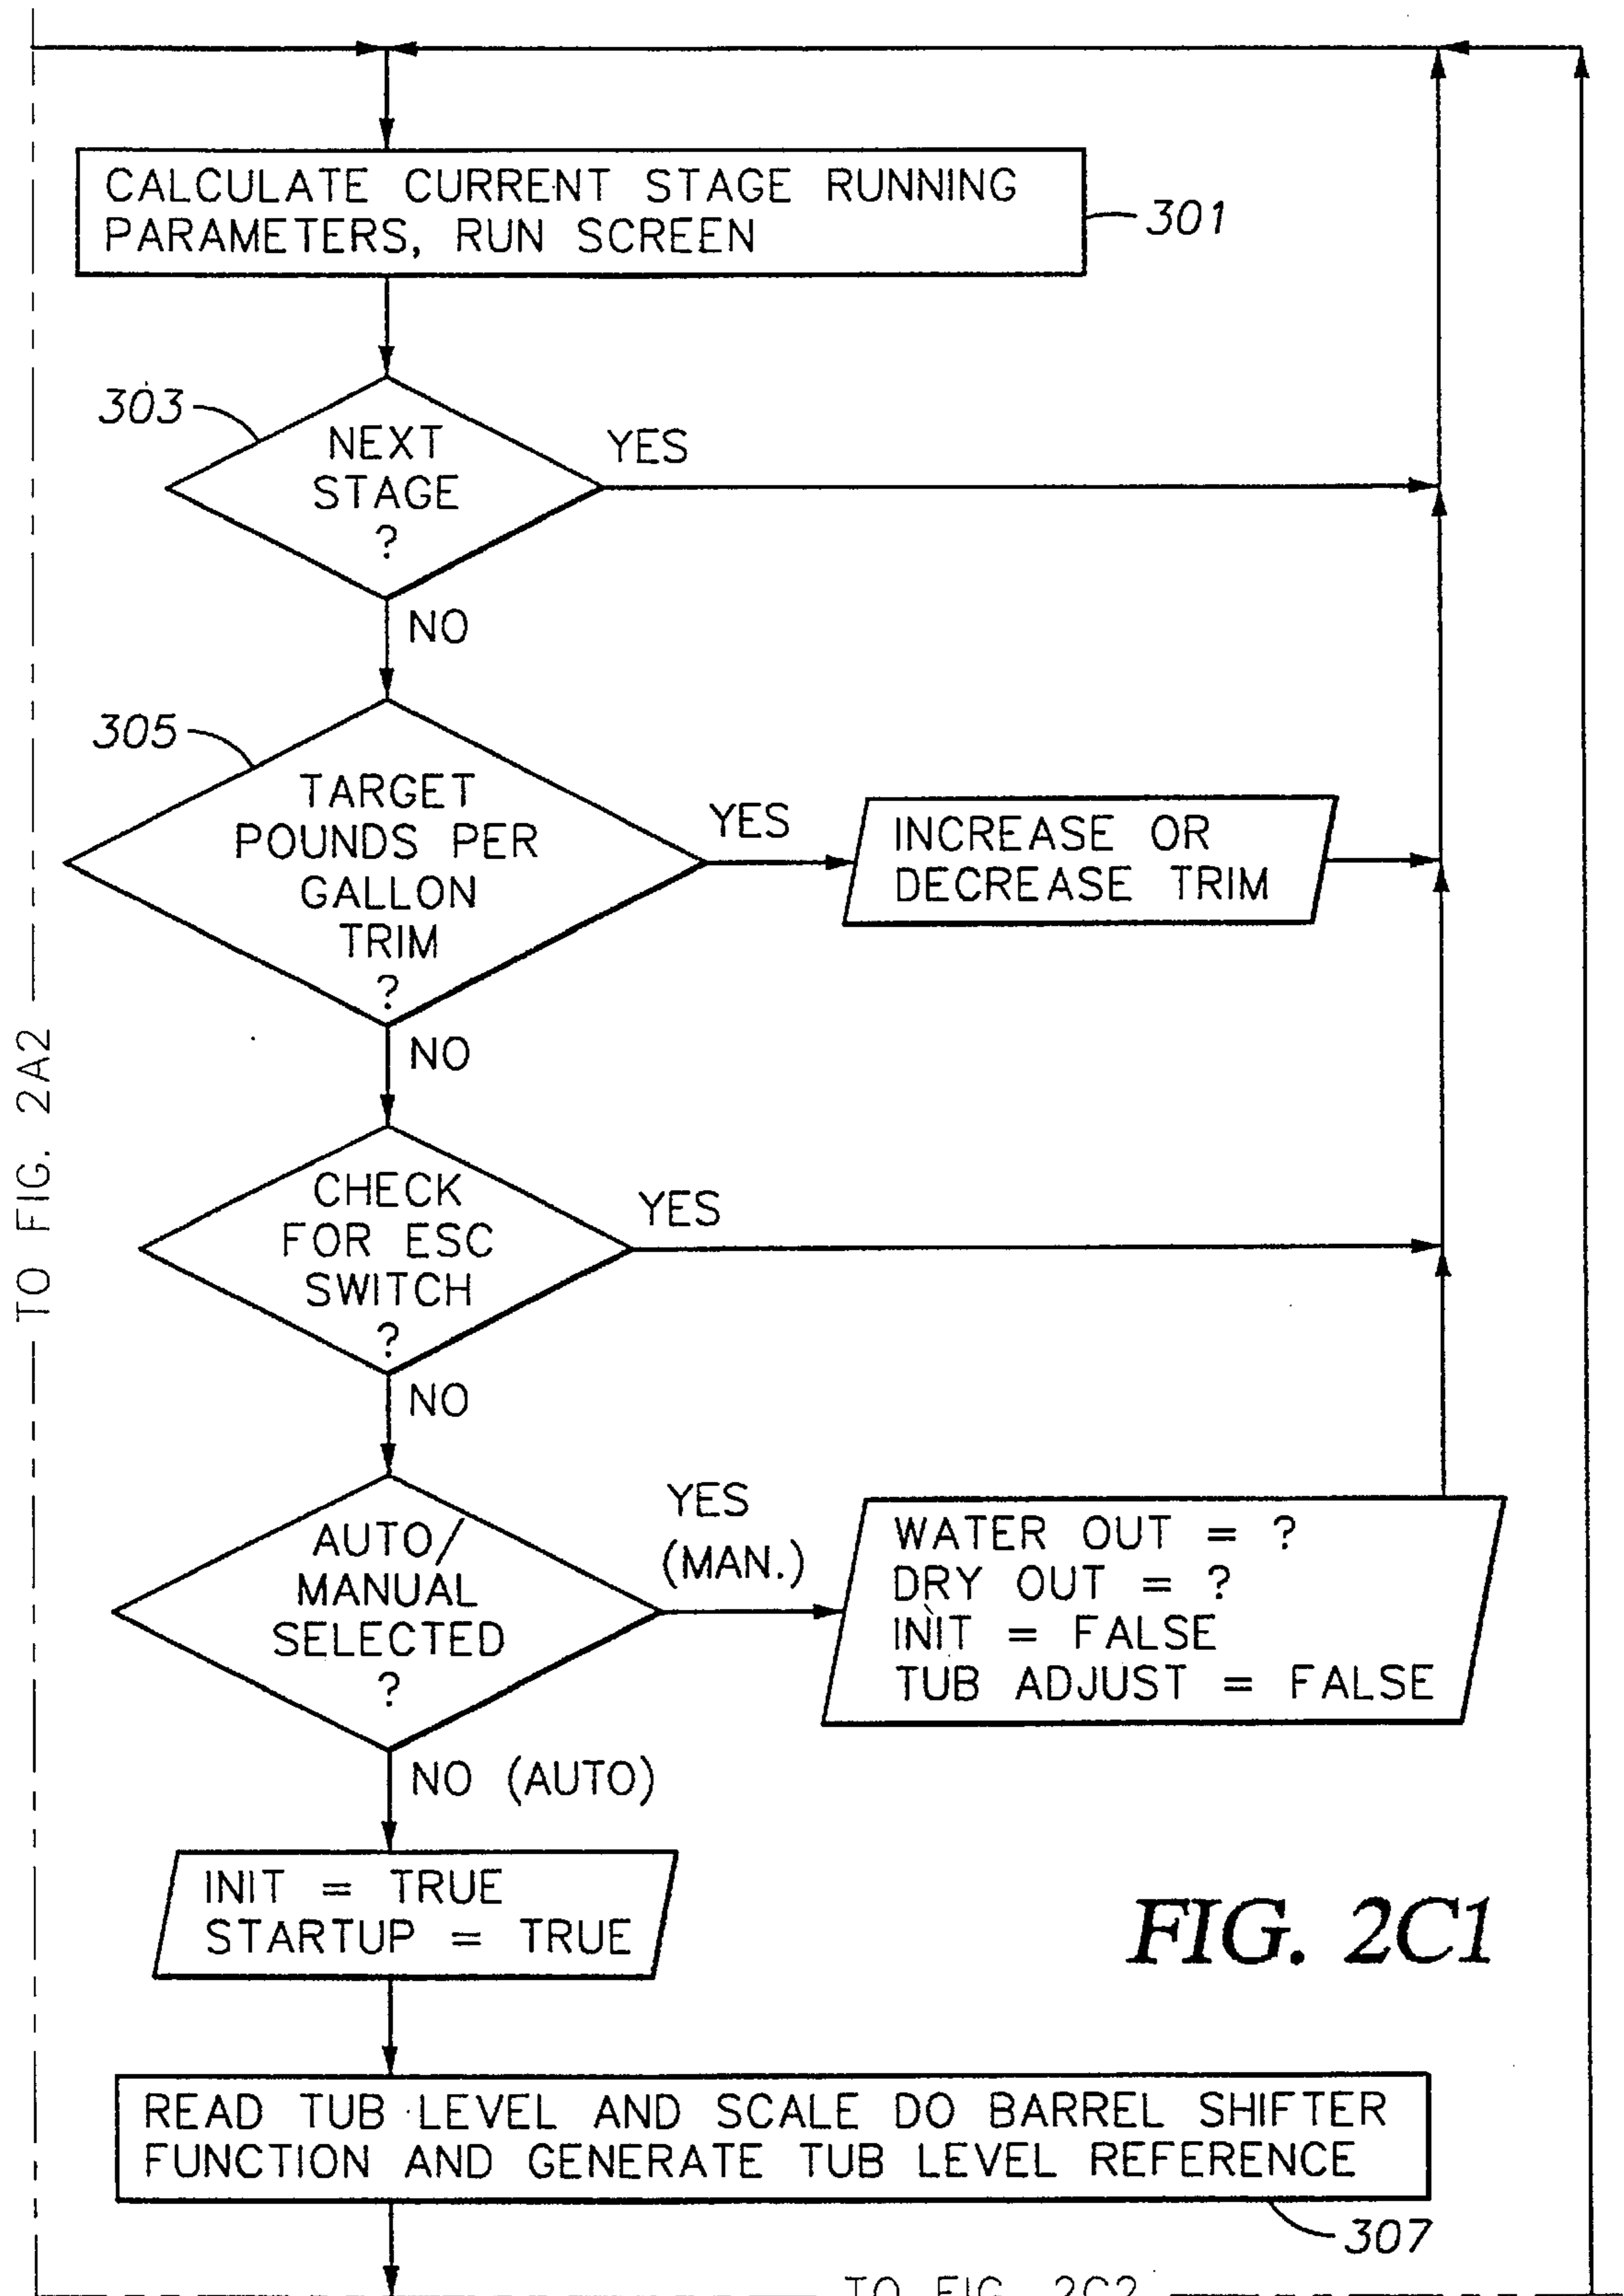 CALCULATE CURRENT STAGE RUNNING
PARAMETERS, RUN SCREEN
301
303
NEXT
STAGE
?
YES
NO
305
TARGET
POUNDS PER
GALLON
TRIM
?
YES
INCREASE OR
DECREASE TRIM
NO
TO FIG. 2A2
CHECK
FOR ESC
SWITCH
?
YES
NO
AUTO/
MANUAL
SELECTED
?
YES
(MAN.)
WATER OUT = ?
DRY OUT = ?
INIT = FALSE
TUB ADJUST = FALSE
NO (AUTO)
INIT = TRUE
STARTUP = TRUE
FIG. 2C1
READ TUB LEVEL AND SCALE DO BARREL SHIFTER
FUNCTION AND GENERATE TUB LEVEL REFERENCE
307
TO FIG. 2C2